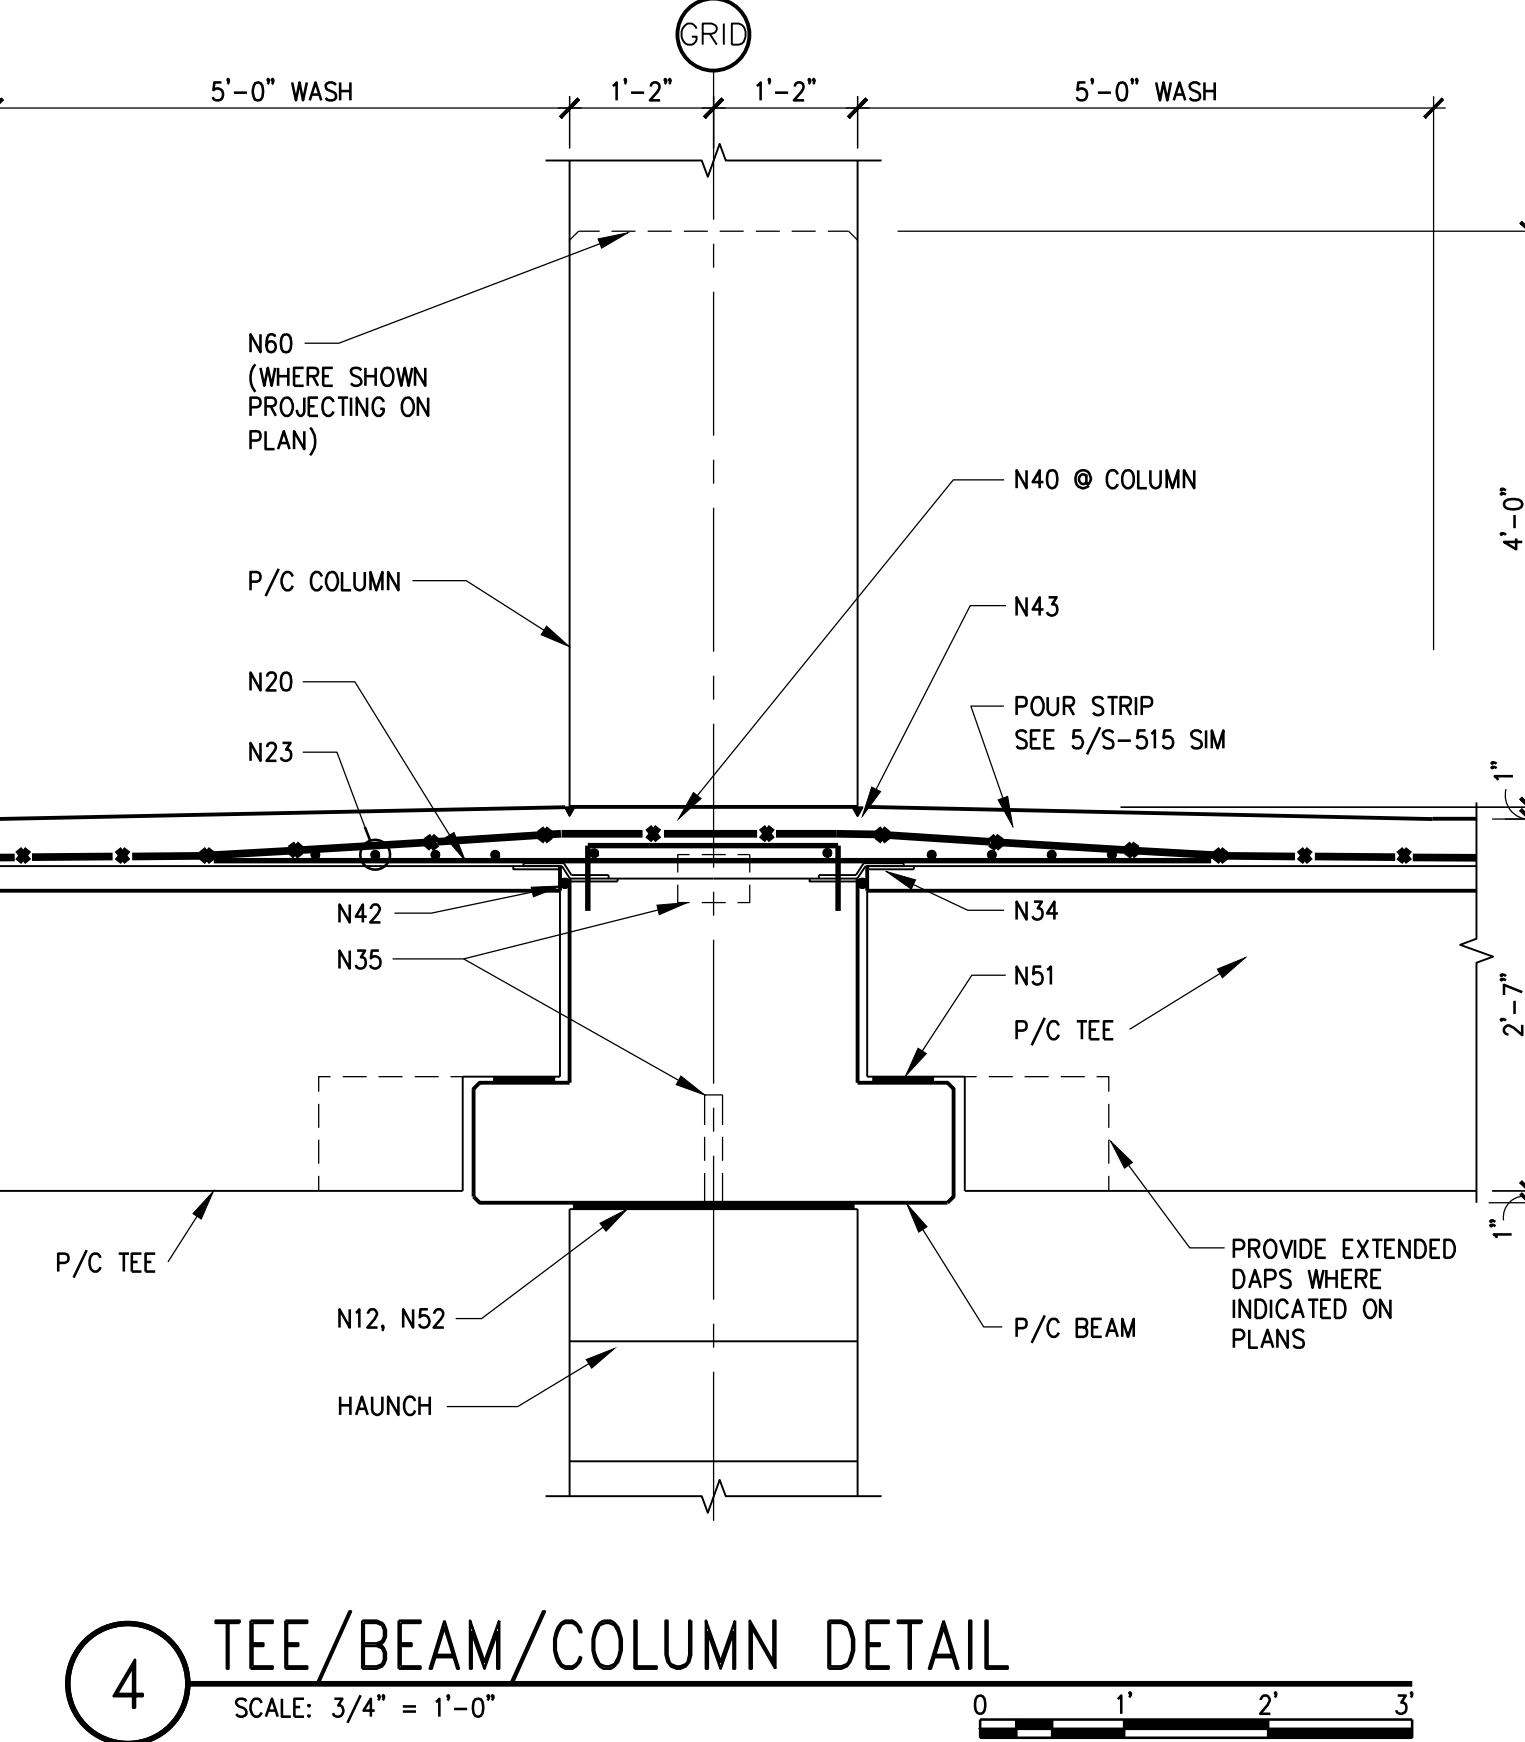 GRID
5'-0" WASH
1'-2"
1'-2"
5'-0" WASH
N60
(WHERE SHOWN
PROJECTING ON
PLAN)
N40 @ COLUMN
4'-0"
P/C COLUMN
N43
N20
POUR STRIP
SEE 5/S-515 SIM
N23
1"
N42
N34
N35
N51
2'-7"
P/C TEE
P/C TEE
1"
PROVIDE EXTENDED
DAPS WHERE
INDICATED ON
PLANS
N12, N52
P/C BEAM
HAUNCH
4
TEE/BEAM/COLUMN DETAIL
SCALE: 3/4" = 1'-0"
0 1' 2' 3'